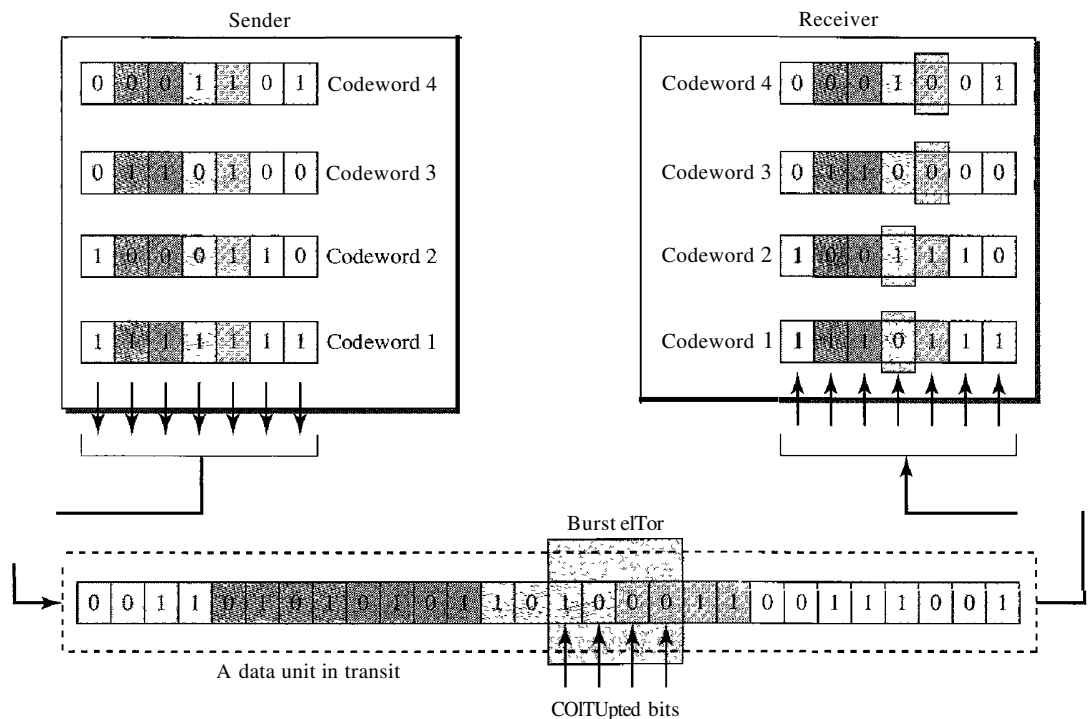 Sender
0 0 0 1 1 0 1 Codeword 4
0 1 1 0 1 0 0 Codeword 3
1 0 0 0 1 1 0 Codeword 2
1 1 1 1 1 1 1 Codeword 1
Receiver
Codeword 4 0 0 0 1 0 0 1
Codeword 3 0 1 1 0 0 0 0
Codeword 2 1 0 0 1 1 1 0
Codeword 1 1 1 1 0 1 1 1
Burst elTor
0 0 1 1 0 1 0 1 0 1 0 1 1 0 1 0 0 0 1 1 0 0 1 1 1 0 0 1
A data unit in transit
COITUpted bits